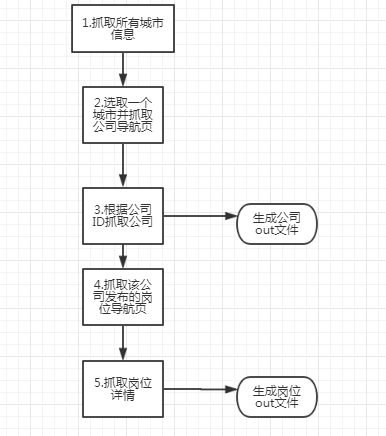 1.抓取所有城市
信息
2.选取一个
城市并抓取
公司导航页
3.根据公司
ID抓取公司
生成公司
out文件
4.抓取该公
司发布的岗
位导航页
5.抓取岗位
详情
生成岗位
out文件